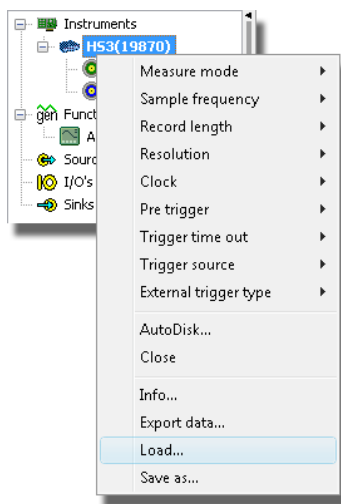 Instruments
HS3(19870)
gen Funct
A
Sourc
I/O's
Sinks
Measure mode
Sample frequency
Record length
Resolution
Clock
Pre trigger
Trigger time out
Trigger source
External trigger type
AutoDisk...
Close
Info...
Export data...
Load...
Save as...